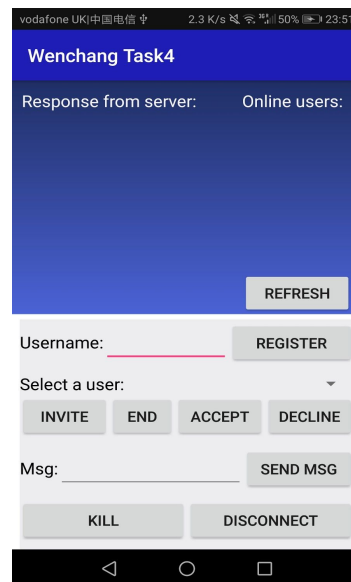 vodafone UK|中国电信 2.3 K/s 50% 23:51
Wenchang Task4
Response from server: Online users:
REFRESH
Username: REGISTER
Select a user:
INVITE END ACCEPT DECLINE
Msg: SEND MSG
KILL DISCONNECT